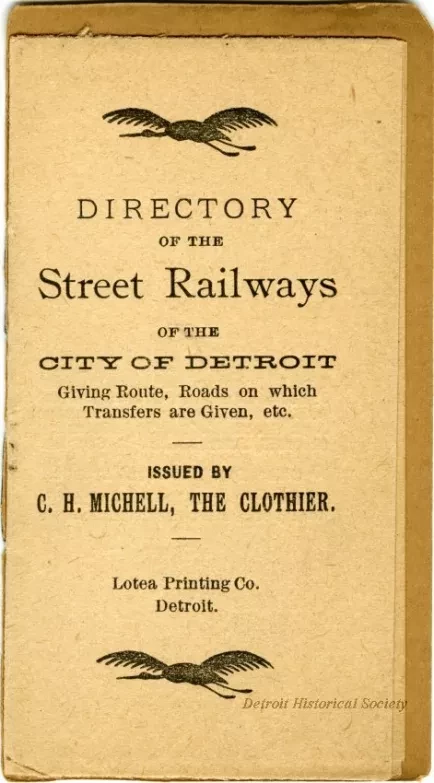 DIRECTORY
OF THE
Street Railways
OF THE
CITY OF DETROIT
Giving Route, Roads on which
Transfers are Given, etc.
ISSUED BY
C. H. MICHELL, THE CLOTHIER.
Lotea Printing Co.
Detroit.
Detroit Historical Society